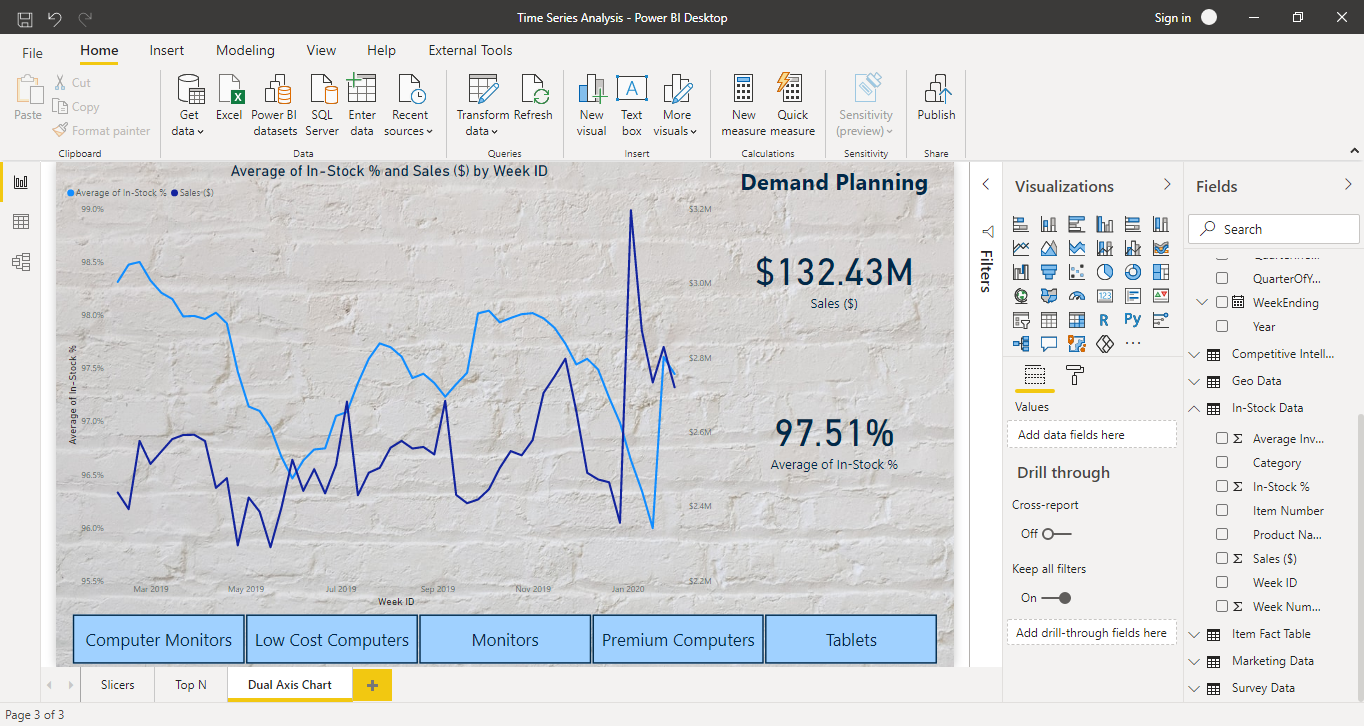 Time Series Analysis - Power BI Desktop
Sign in
File
Home
Insert
Modeling
View
Help
External Tools
Paste
Cut
Copy
Format painter
Clipboard
Get data
Excel
Power BI datasets
SQL Server
Enter data
Recent sources
Data
Transform data
Refresh
Queries
New visual
Text box
More visuals
Insert
New measure
Quick measure
Calculations
Sensitivity (preview)
Sensitivity
Publish
Share
Average of In-Stock % and Sales ($) by Week ID
Average of In-Stock %
Sales ($)
99.0%
98.5%
98.0%
97.5%
97.0%
96.5%
96.0%
95.5%
Average of In-Stock %
$3.2M
$3.0M
$2.8M
$2.6M
$2.4M
$2.2M
Mar 2019
May 2019
Jul 2019
Sep 2019
Nov 2019
Jan 2020
Week ID
Demand Planning
$132.43M
Sales ($)
97.51%
Average of In-Stock %
Computer Monitors
Low Cost Computers
Monitors
Premium Computers
Tablets
Filters
Visualizations
123
R
Py
...
Values
Add data fields here
Drill through
Cross-report
Off
Keep all filters
On
Add drill-through fields here
Fields
Search
QuarterOfY...
WeekEnding
Year
Competitive Intell...
Geo Data
In-Stock Data
Σ Average Inv...
Category
Σ In-Stock %
Item Number
Product Na...
Σ Sales ($)
Week ID
Σ Week Num...
Item Fact Table
Marketing Data
Survey Data
Slicers
Top N
Dual Axis Chart
+
Page 3 of 3